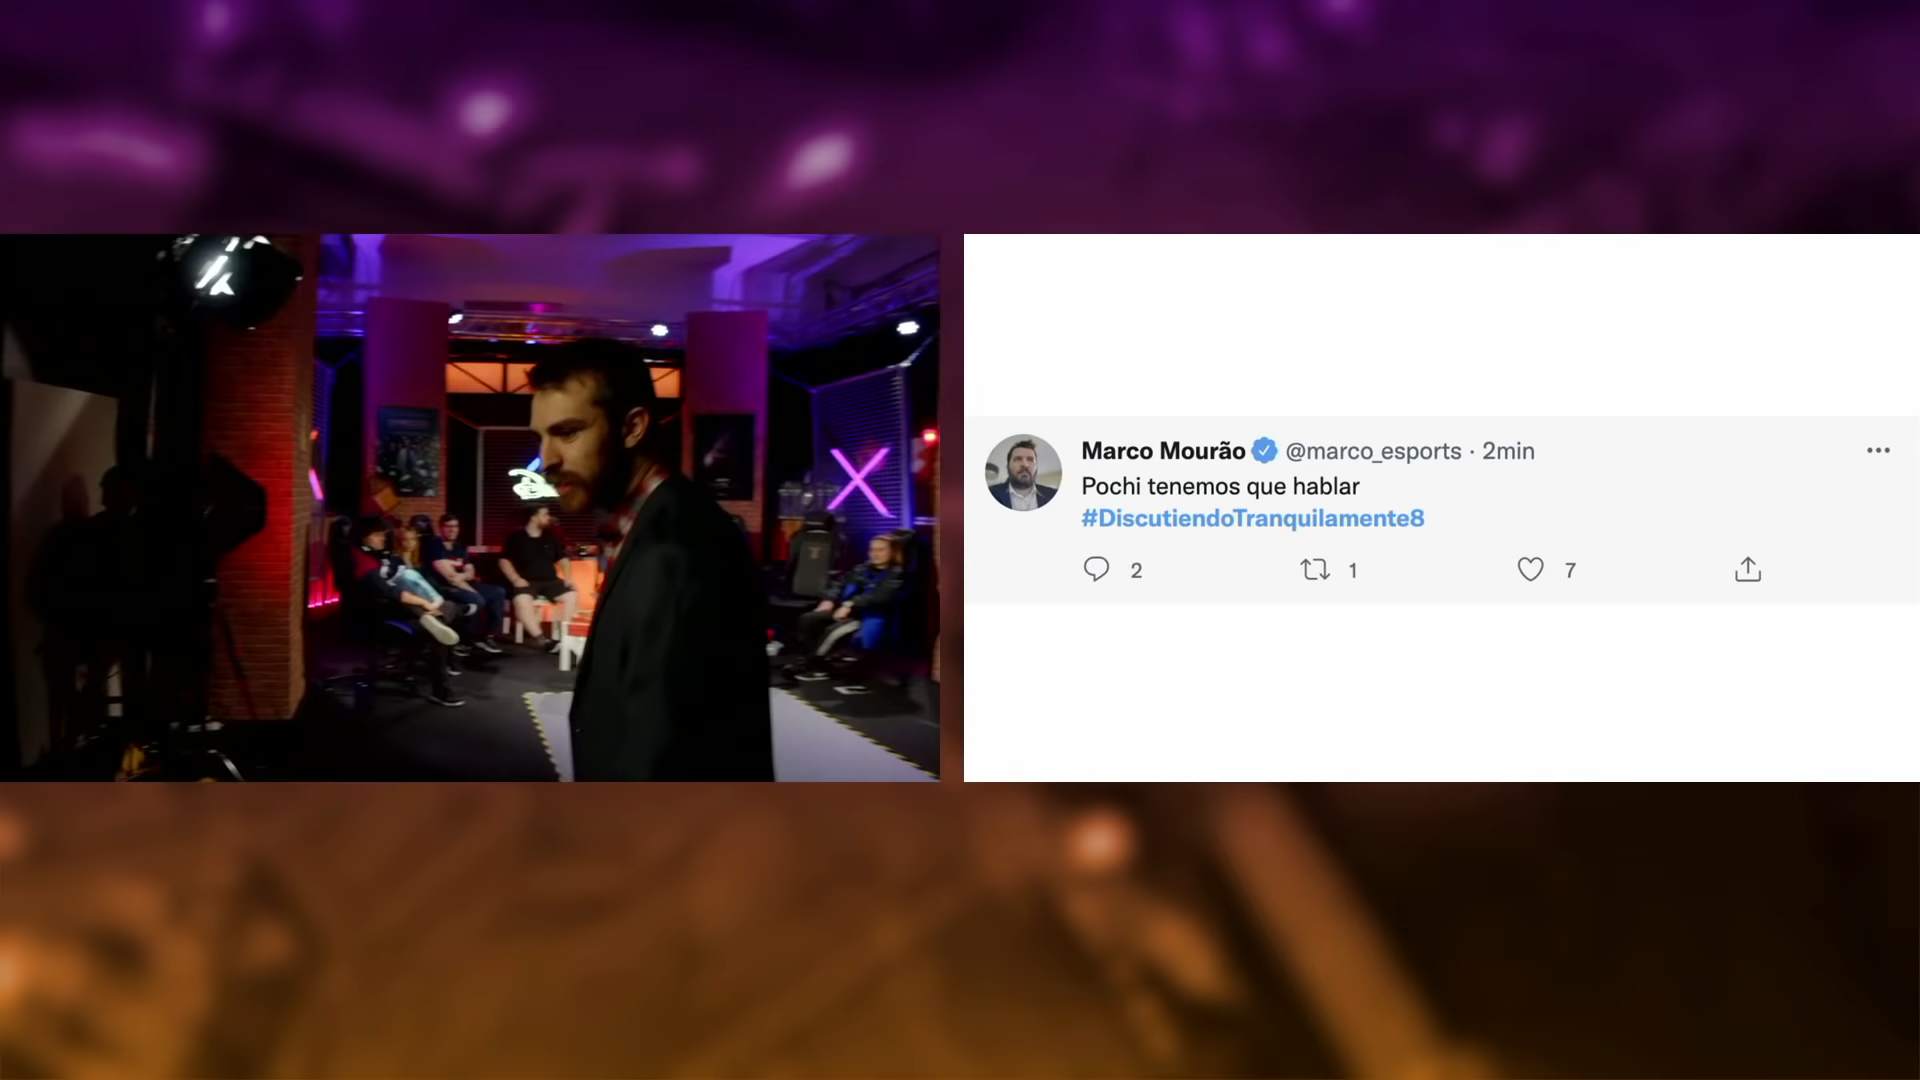 Marco Mourão @marco_esports · 2min
Pochi tenemos que hablar
#DiscutiendoTranquilamente8
2 1 7